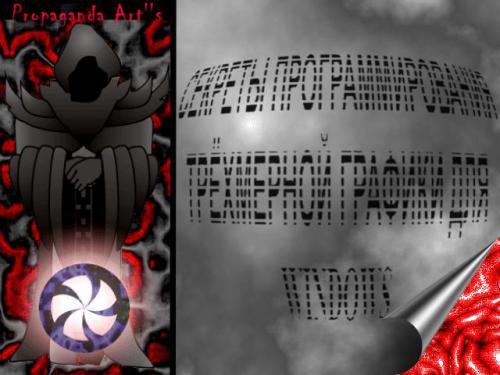 Propaganda Art''s
СЕКРЕТЫ ПРОГРАММИРОВАНИЯ
ТРЁХМЕРНОЙ ГРАФИКИ ДЛЯ
WINDOWS